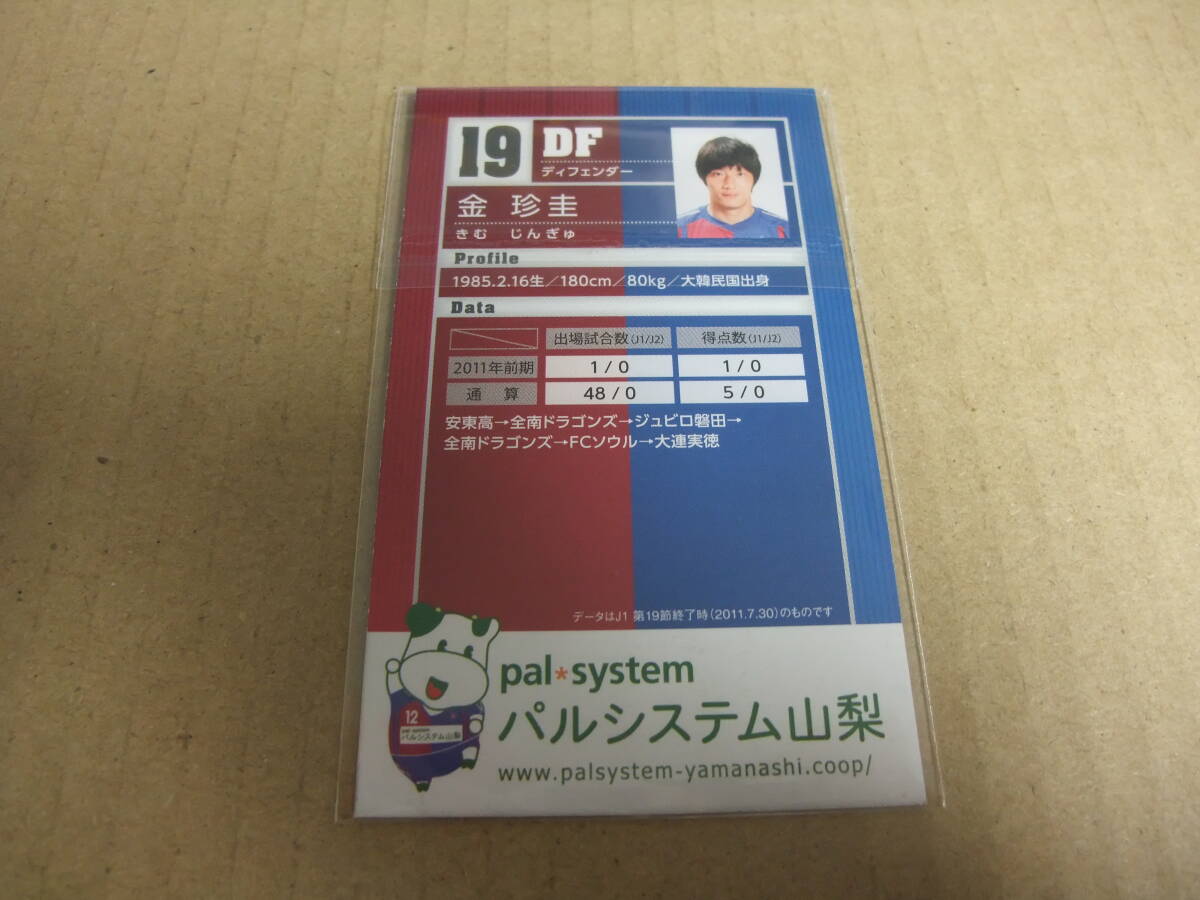 19 DF
ディフェンダー
金 珍圭
きむ じんぎゅ
Profile
1985.2.16生/180cm/80kg/大韓民国出身
Data
出場試合数(J1/J2) 得点数(J1/J2)
2011年前期 1/0 1/0
通算 48/0 5/0
安東高→全南ドラゴンズ→ジュビロ磐田→
全南ドラゴンズ→FCソウル→大連実徳
データはJ1 第19節終了時(2011.7.30)のものです
pal*system
パルシステム山梨
www.palsystem-yamanashi.coop/
12
pal*system
パルシステム山梨